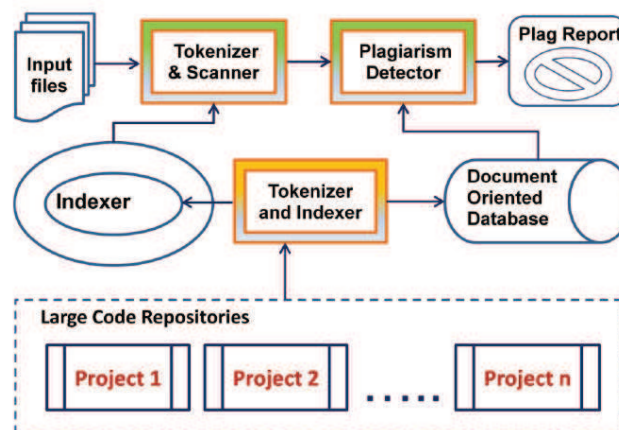 Input
files
Tokenizer
& Scanner
Plagiarism
Detector
Plag Report
Indexer
Tokenizer
and Indexer
Document
Oriented
Database
Large Code Repositories
Project 1
Project 2
.....
Project n